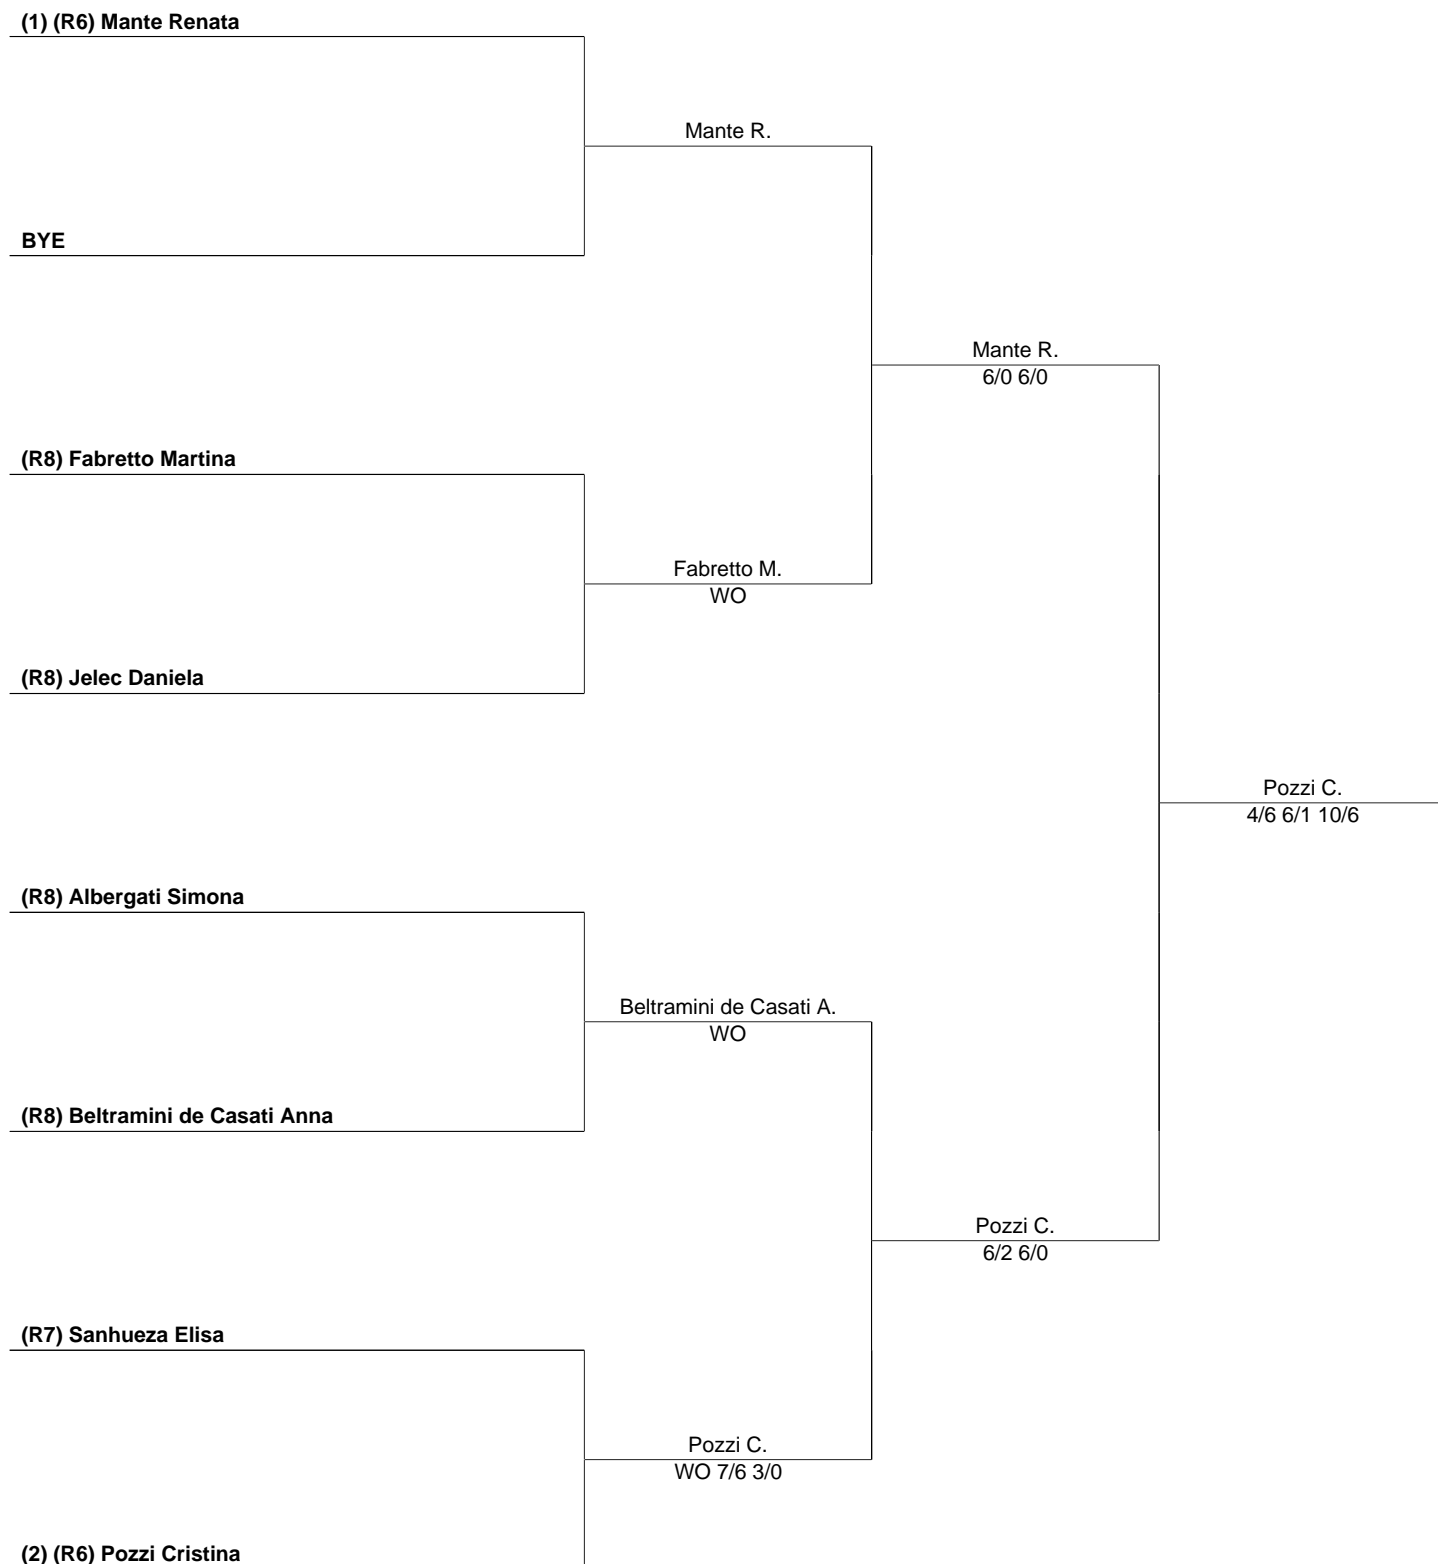 (1) (R6) Mante Renata
Mante R.
BYE
Mante R.
6/0 6/0
(R8) Fabretto Martina
Fabretto M.
WO
(R8) Jelec Daniela
Pozzi C.
4/6 6/1 10/6
(R8) Albergati Simona
Beltramini de Casati A.
WO
(R8) Beltramini de Casati Anna
Pozzi C.
6/2 6/0
(R7) Sanhueza Elisa
Pozzi C.
WO 7/6 3/0
(2) (R6) Pozzi Cristina